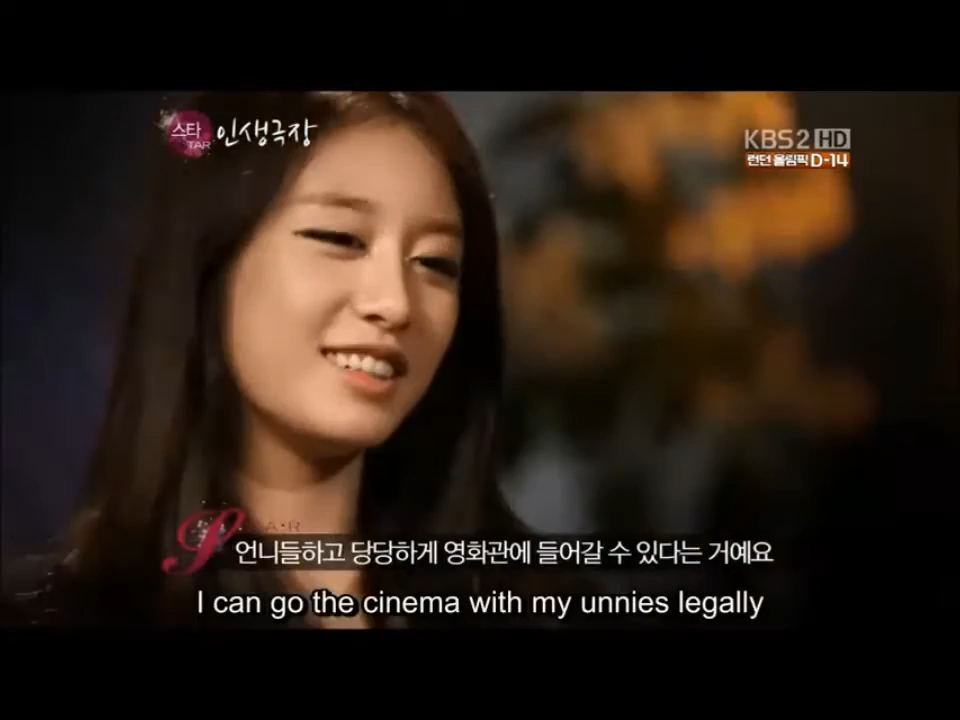 스타
TAR
인생극장
KBS2 HD
런던 올림픽 D-14
S
A·R
언니들하고 당당하게 영화관에 들어갈 수 있다는 거예요
I can go the cinema with my unnies legally